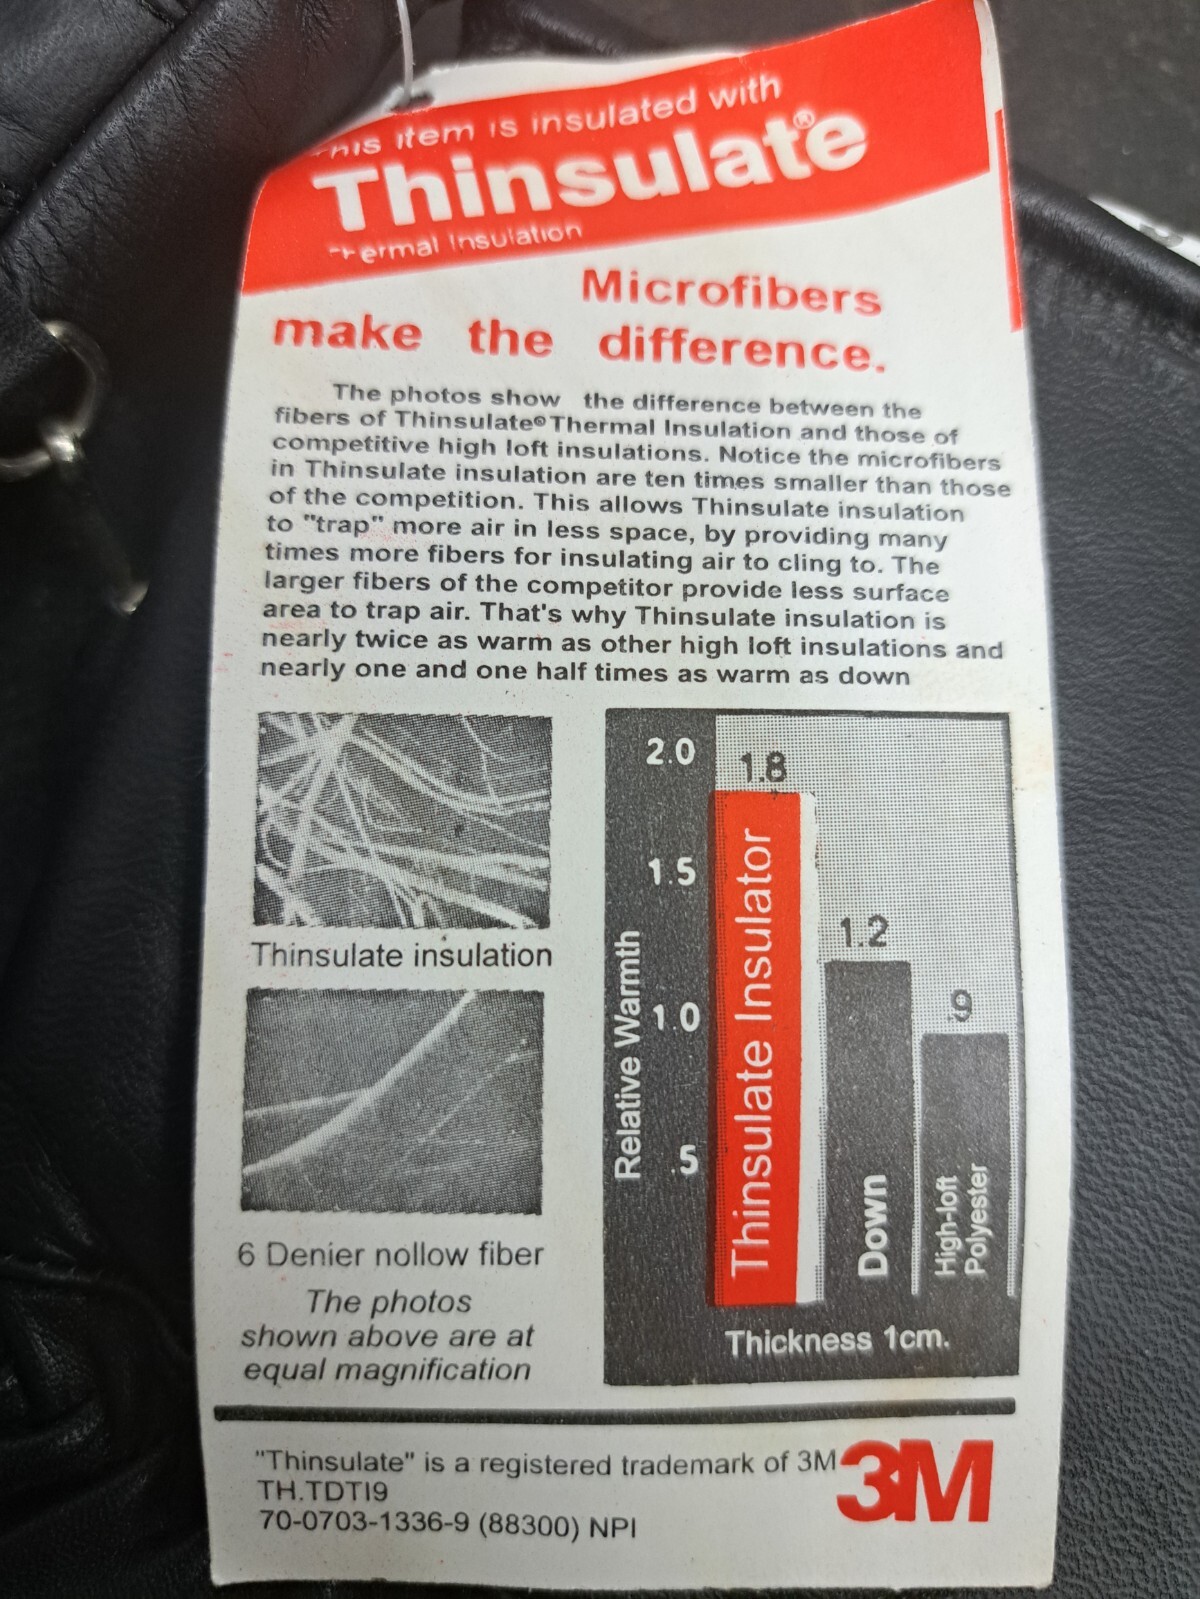 This item is insulated with
Thinsulate®
Thermal Insulation
Microfibers
make the difference.
The photos show the difference between the
fibers of Thinsulate® Thermal Insulation and those of
competitive high loft insulations. Notice the microfibers
in Thinsulate insulation are ten times smaller than those
of the competition. This allows Thinsulate insulation
to "trap" more air in less space, by providing many
times more fibers for insulating air to cling to. The
larger fibers of the competitor provide less surface
area to trap air. That's why Thinsulate insulation is
nearly twice as warm as other high loft insulations and
nearly one and one half times as warm as down
Thinsulate insulation
6 Denier nollow fiber
The photos
shown above are at
equal magnification
2.0
1.5
1.0
.5
Relative Warmth
1.8
Thinsulate Insulator
1.2
Down
.9
High-loft
Polyester
Thickness 1cm.
"Thinsulate" is a registered trademark of 3M
TH.TDTI9
70-0703-1336-9 (88300) NPI
3M